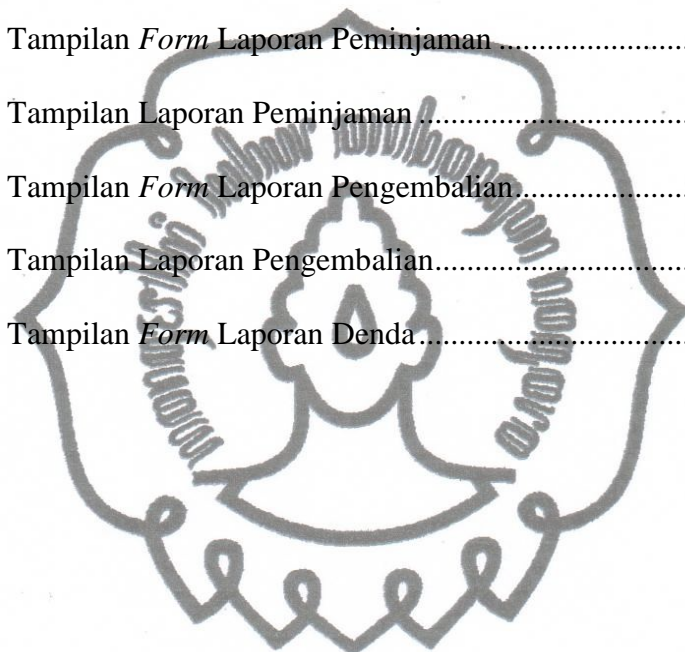 Tampilan Form Laporan Peminjaman ........................
Tampilan Laporan Peminjaman ..................................
Tampilan Form Laporan Pengembalian......................
Tampilan Laporan Pengembalian................................
Tampilan Form Laporan Denda ..................................